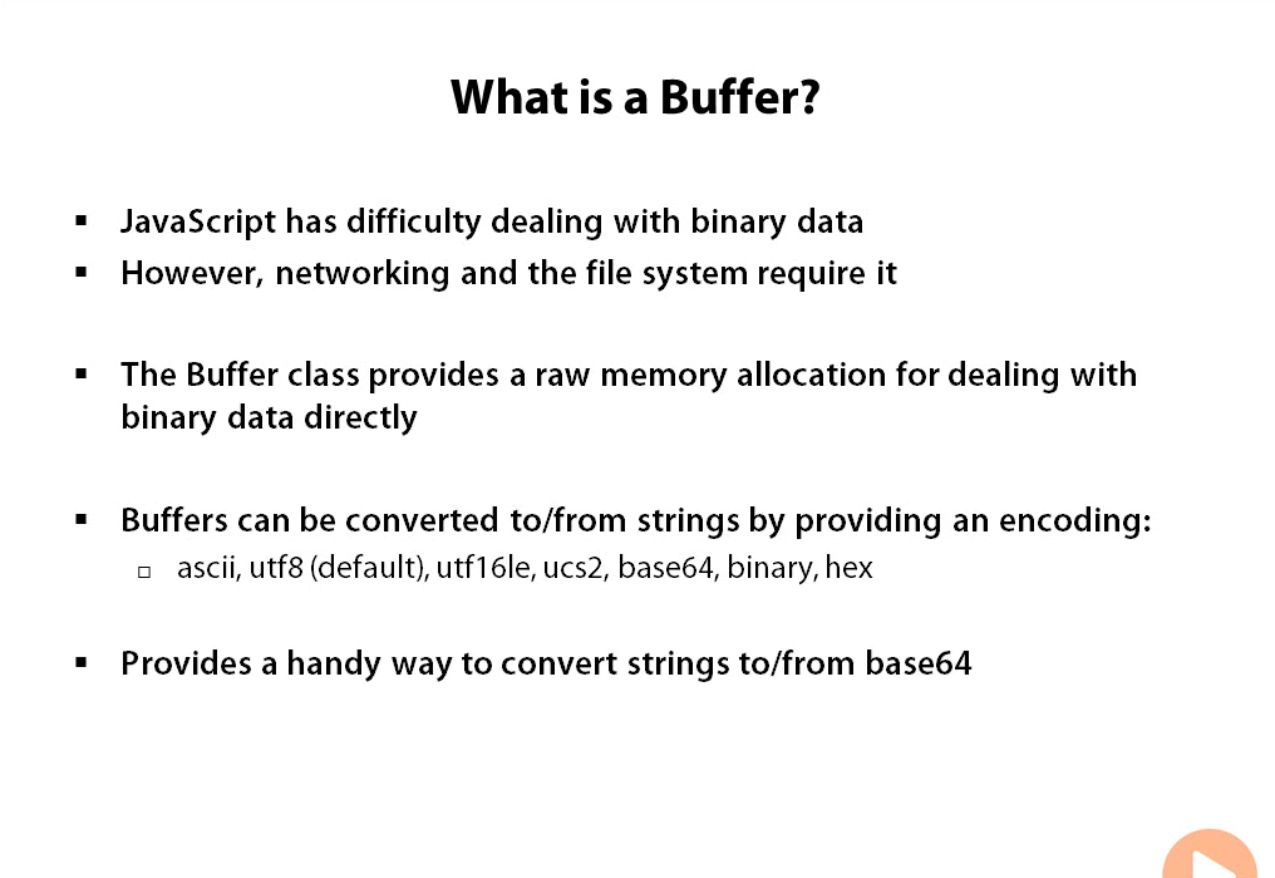 What is a Buffer?
JavaScript has difficulty dealing with binary data
However, networking and the file system require it
The Buffer class provides a raw memory allocation for dealing with
binary data directly
Buffers can be converted to/from strings by providing an encoding:
ascii, utf8 (default), utf16le, ucs2, base64, binary, hex
Provides a handy way to convert strings to/from base64